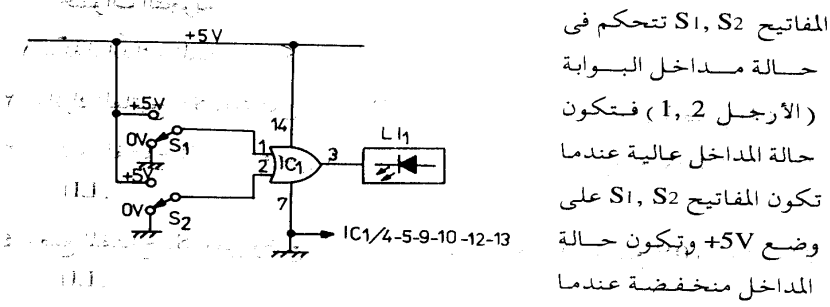 المفاتيح S1, S2 تتحكم فى
حالة مداخل البوابة
(الأرجل 1, 2) فتكون
حالة المداخل عالية عندما
تكون المفاتيح S1, S2 على
وضع +5V وتكون حالة
المداخل منخفضة عندما
+5V
+5V
14
LI1
0V
S1
1
2
IC1
3
+5V
0V
S2
7
IC1/4-5-9-10-12-13